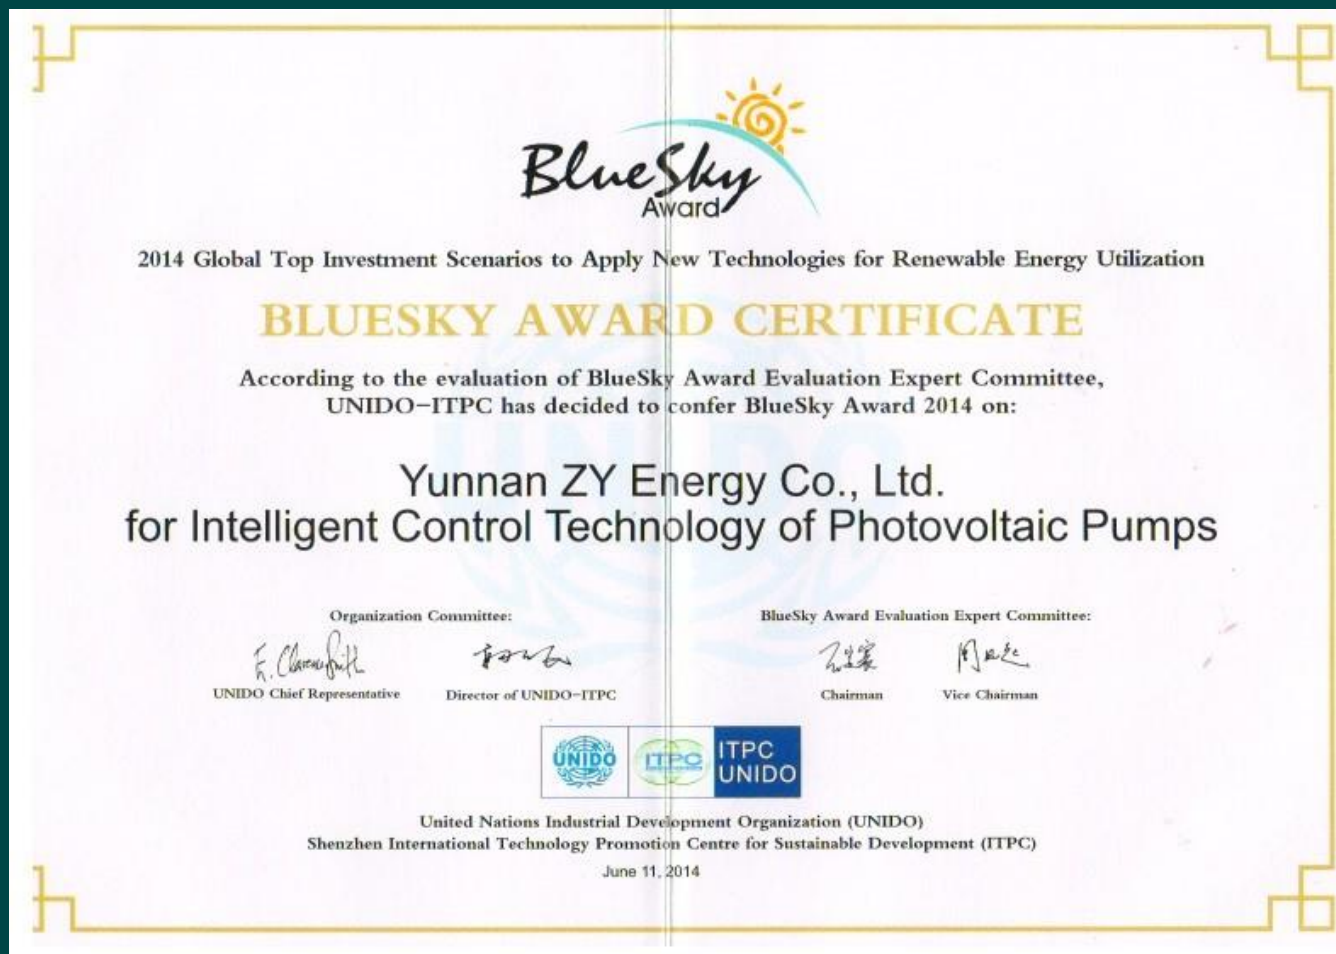 BlueSky
Award
2014 Global Top Investment Scenarios to Apply New Technologies for Renewable Energy Utilization
BLUESKY AWARD CERTIFICATE
According to the evaluation of BlueSky Award Evaluation Expert Committee,
UNIDO-ITPC has decided to confer BlueSky Award 2014 on:
Yunnan ZY Energy Co., Ltd.
for Intelligent Control Technology of Photovoltaic Pumps
Organization Committee:
BlueSky Award Evaluation Expert Committee:
UNIDO Chief Representative
Director of UNIDO-ITPC
Chairman
Vice Chairman
UNIDO
ITPC
ITPC
UNIDO
United Nations Industrial Development Organization (UNIDO)
Shenzhen International Technology Promotion Centre for Sustainable Development (ITPC)
June 11, 2014